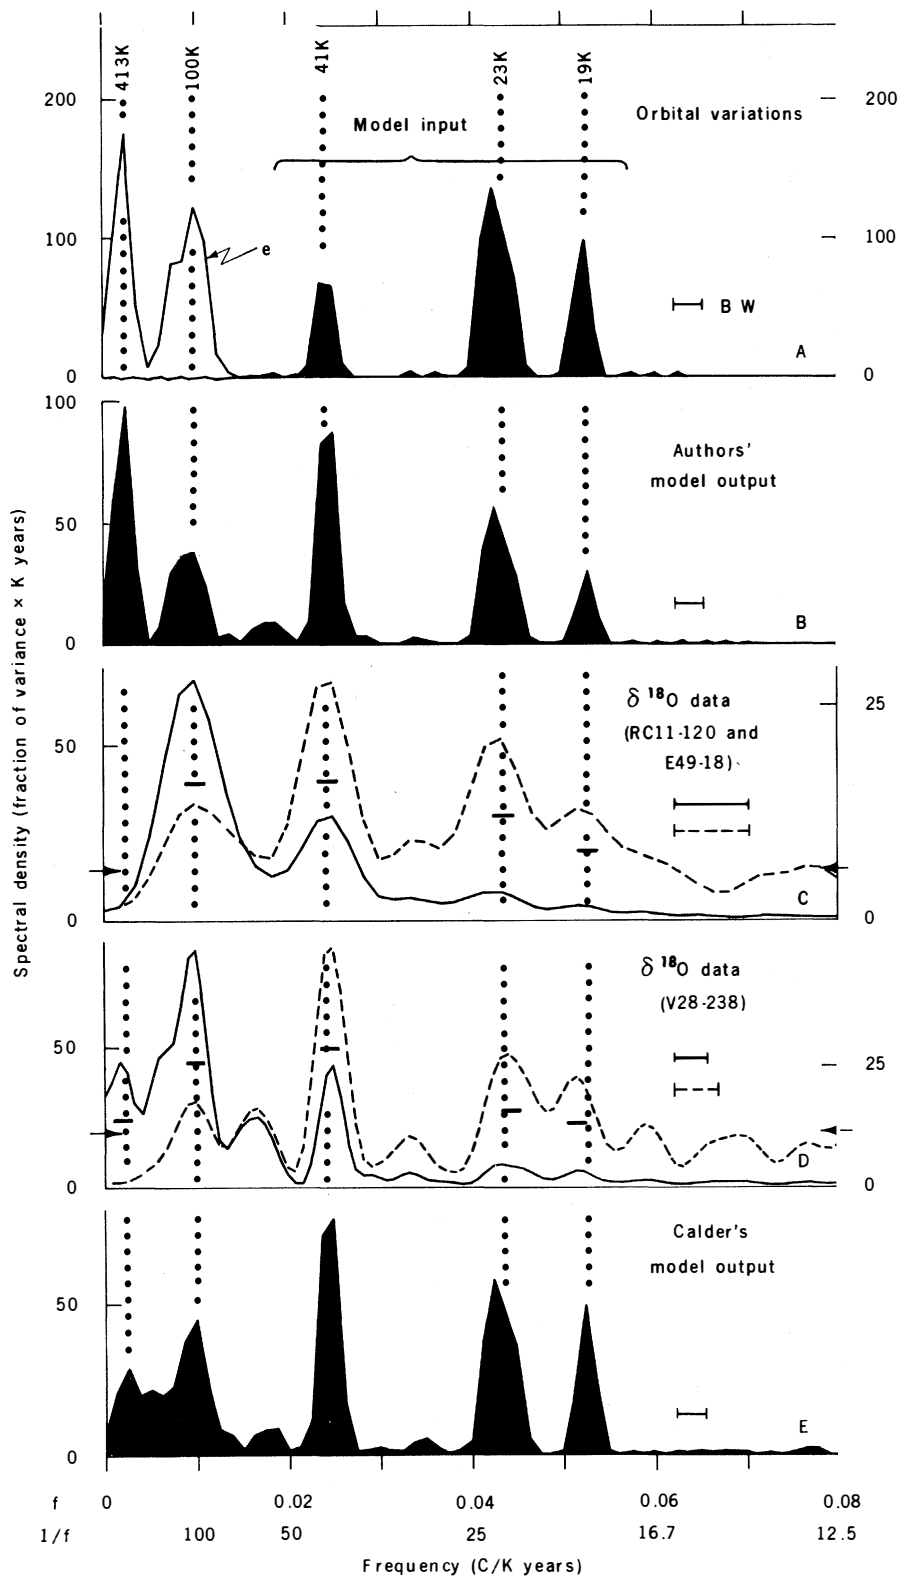 413K
100K
41K
23K
19K
200
200
Model input
Orbital variations
100
100
e
B W
A
0
0
100
Authors'
model output
50
B
0
δ ¹⁸O data
(RC11-120 and
E49-18)
25
50
C
0
0
δ ¹⁸O data
(V28-238)
50
25
D
0
0
Calder's
model output
50
E
0
Spectral density (fraction of variance × K years)
f 0 0.02 0.04 0.06 0.08
1/f 100 50 25 16.7 12.5
Frequency (C/K years)